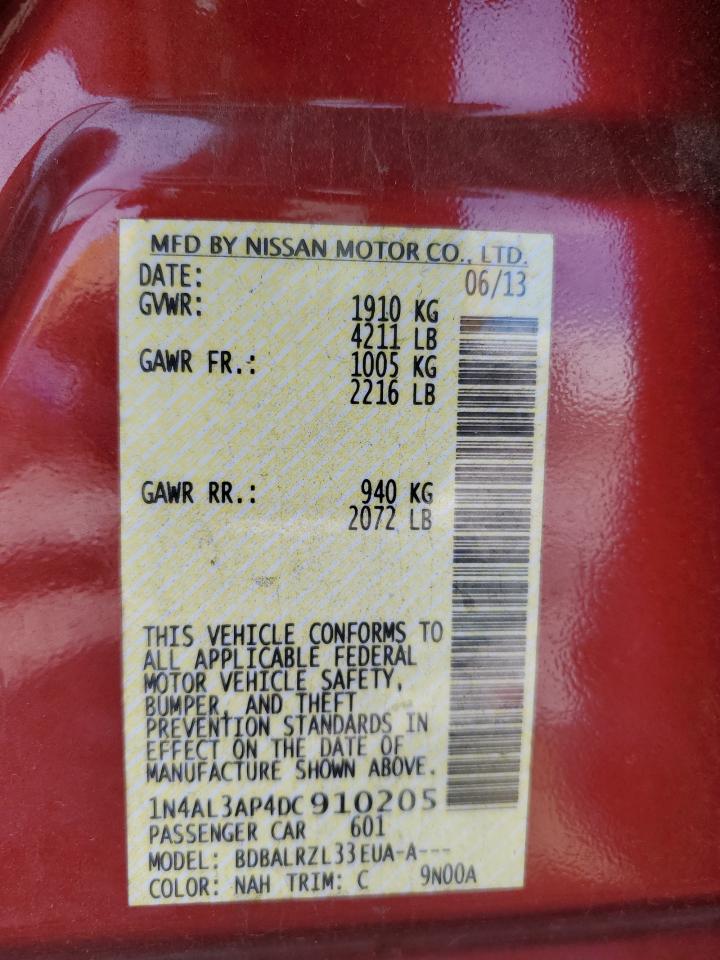 MFD BY NISSAN MOTOR CO., LTD.
DATE: 06/13
GVWR: 1910 KG
4211 LB
GAWR FR.: 1005 KG
2216 LB
GAWR RR.: 940 KG
2072 LB
THIS VEHICLE CONFORMS TO
ALL APPLICABLE FEDERAL
MOTOR VEHICLE SAFETY,
BUMPER, AND THEFT
PREVENTION STANDARDS IN
EFFECT ON THE DATE OF
MANUFACTURE SHOWN ABOVE.
1N4AL3AP4DC910205
PASSENGER CAR 601
MODEL: BDBALRZL33EUA-A---
COLOR: NAH TRIM: C 9N00A